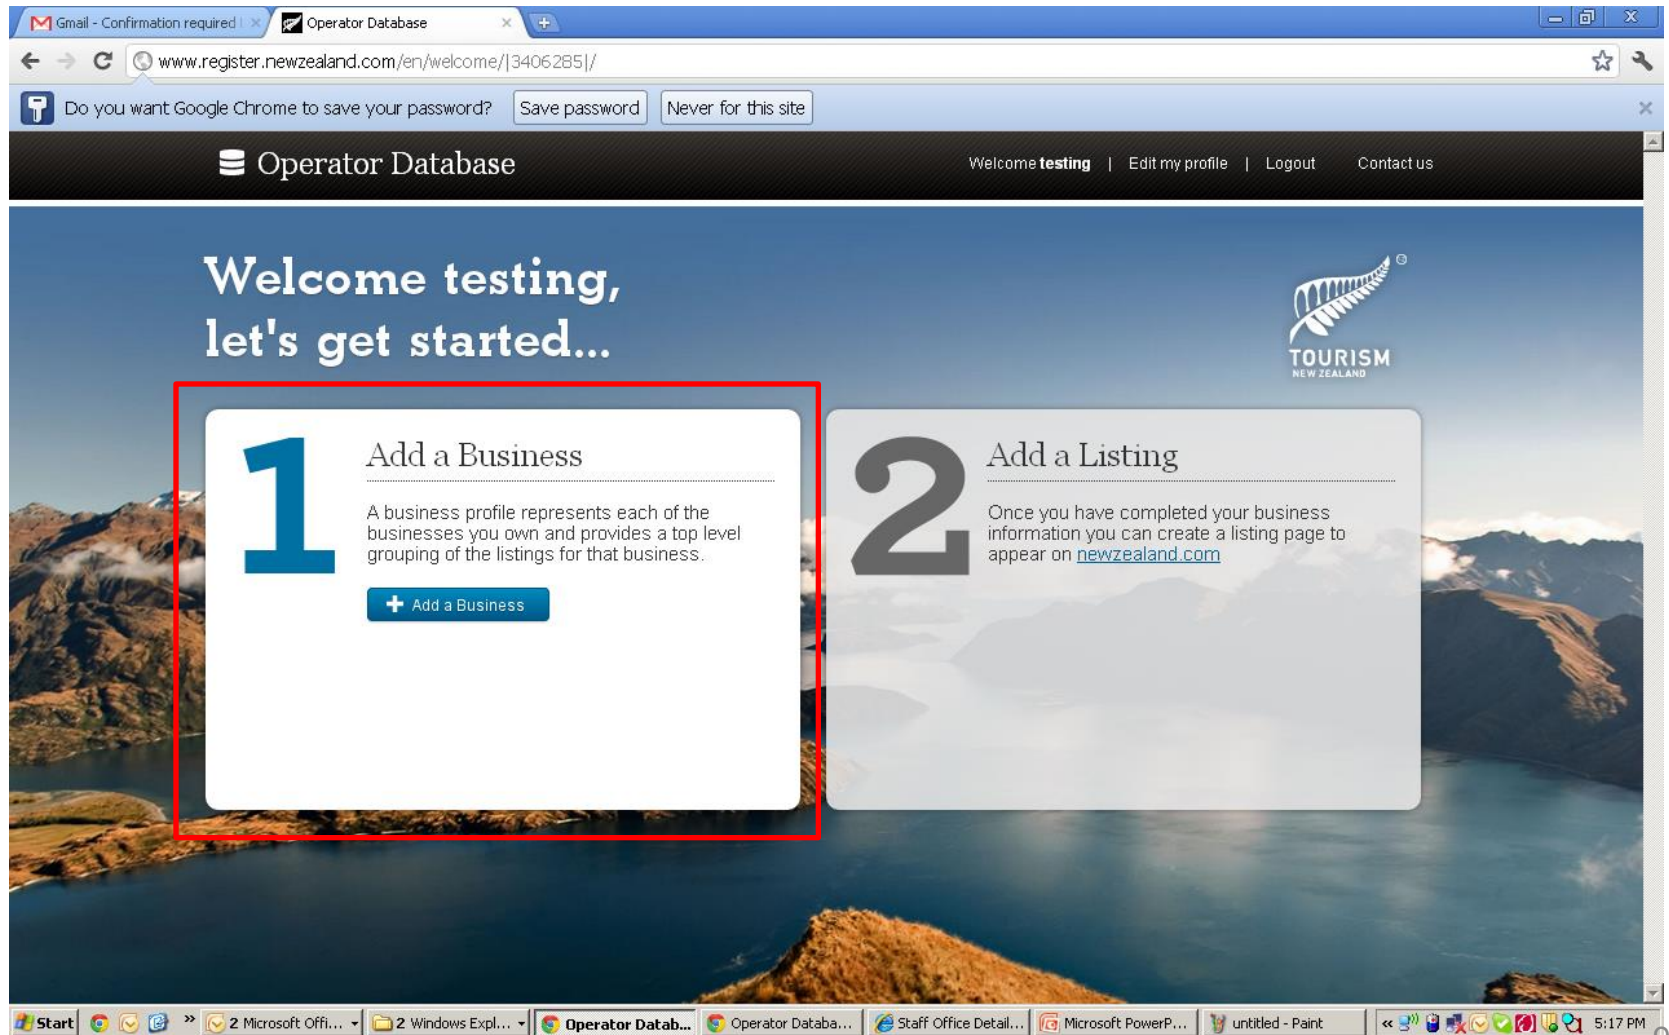 Gmail - Confirmation required
Operator Database
www.register.newzealand.com/en/welcome/|3406285|/
Do you want Google Chrome to save your password? Save password Never for this site
Operator Database
Welcome testing | Edit my profile | Logout Contact us
Welcome testing,
let's get started...
TOURISM
NEW ZEALAND
1
Add a Business
A business profile represents each of the
businesses you own and provides a top level
grouping of the listings for that business.
+ Add a Business
2
Add a Listing
Once you have completed your business
information you can create a listing page to
appear on newzealand.com
Start » 2 Microsoft Offi... 2 Windows Expl... Operator Datab... Operator Databa... Staff Office Detail... Microsoft PowerP... untitled - Paint « 5:17 PM